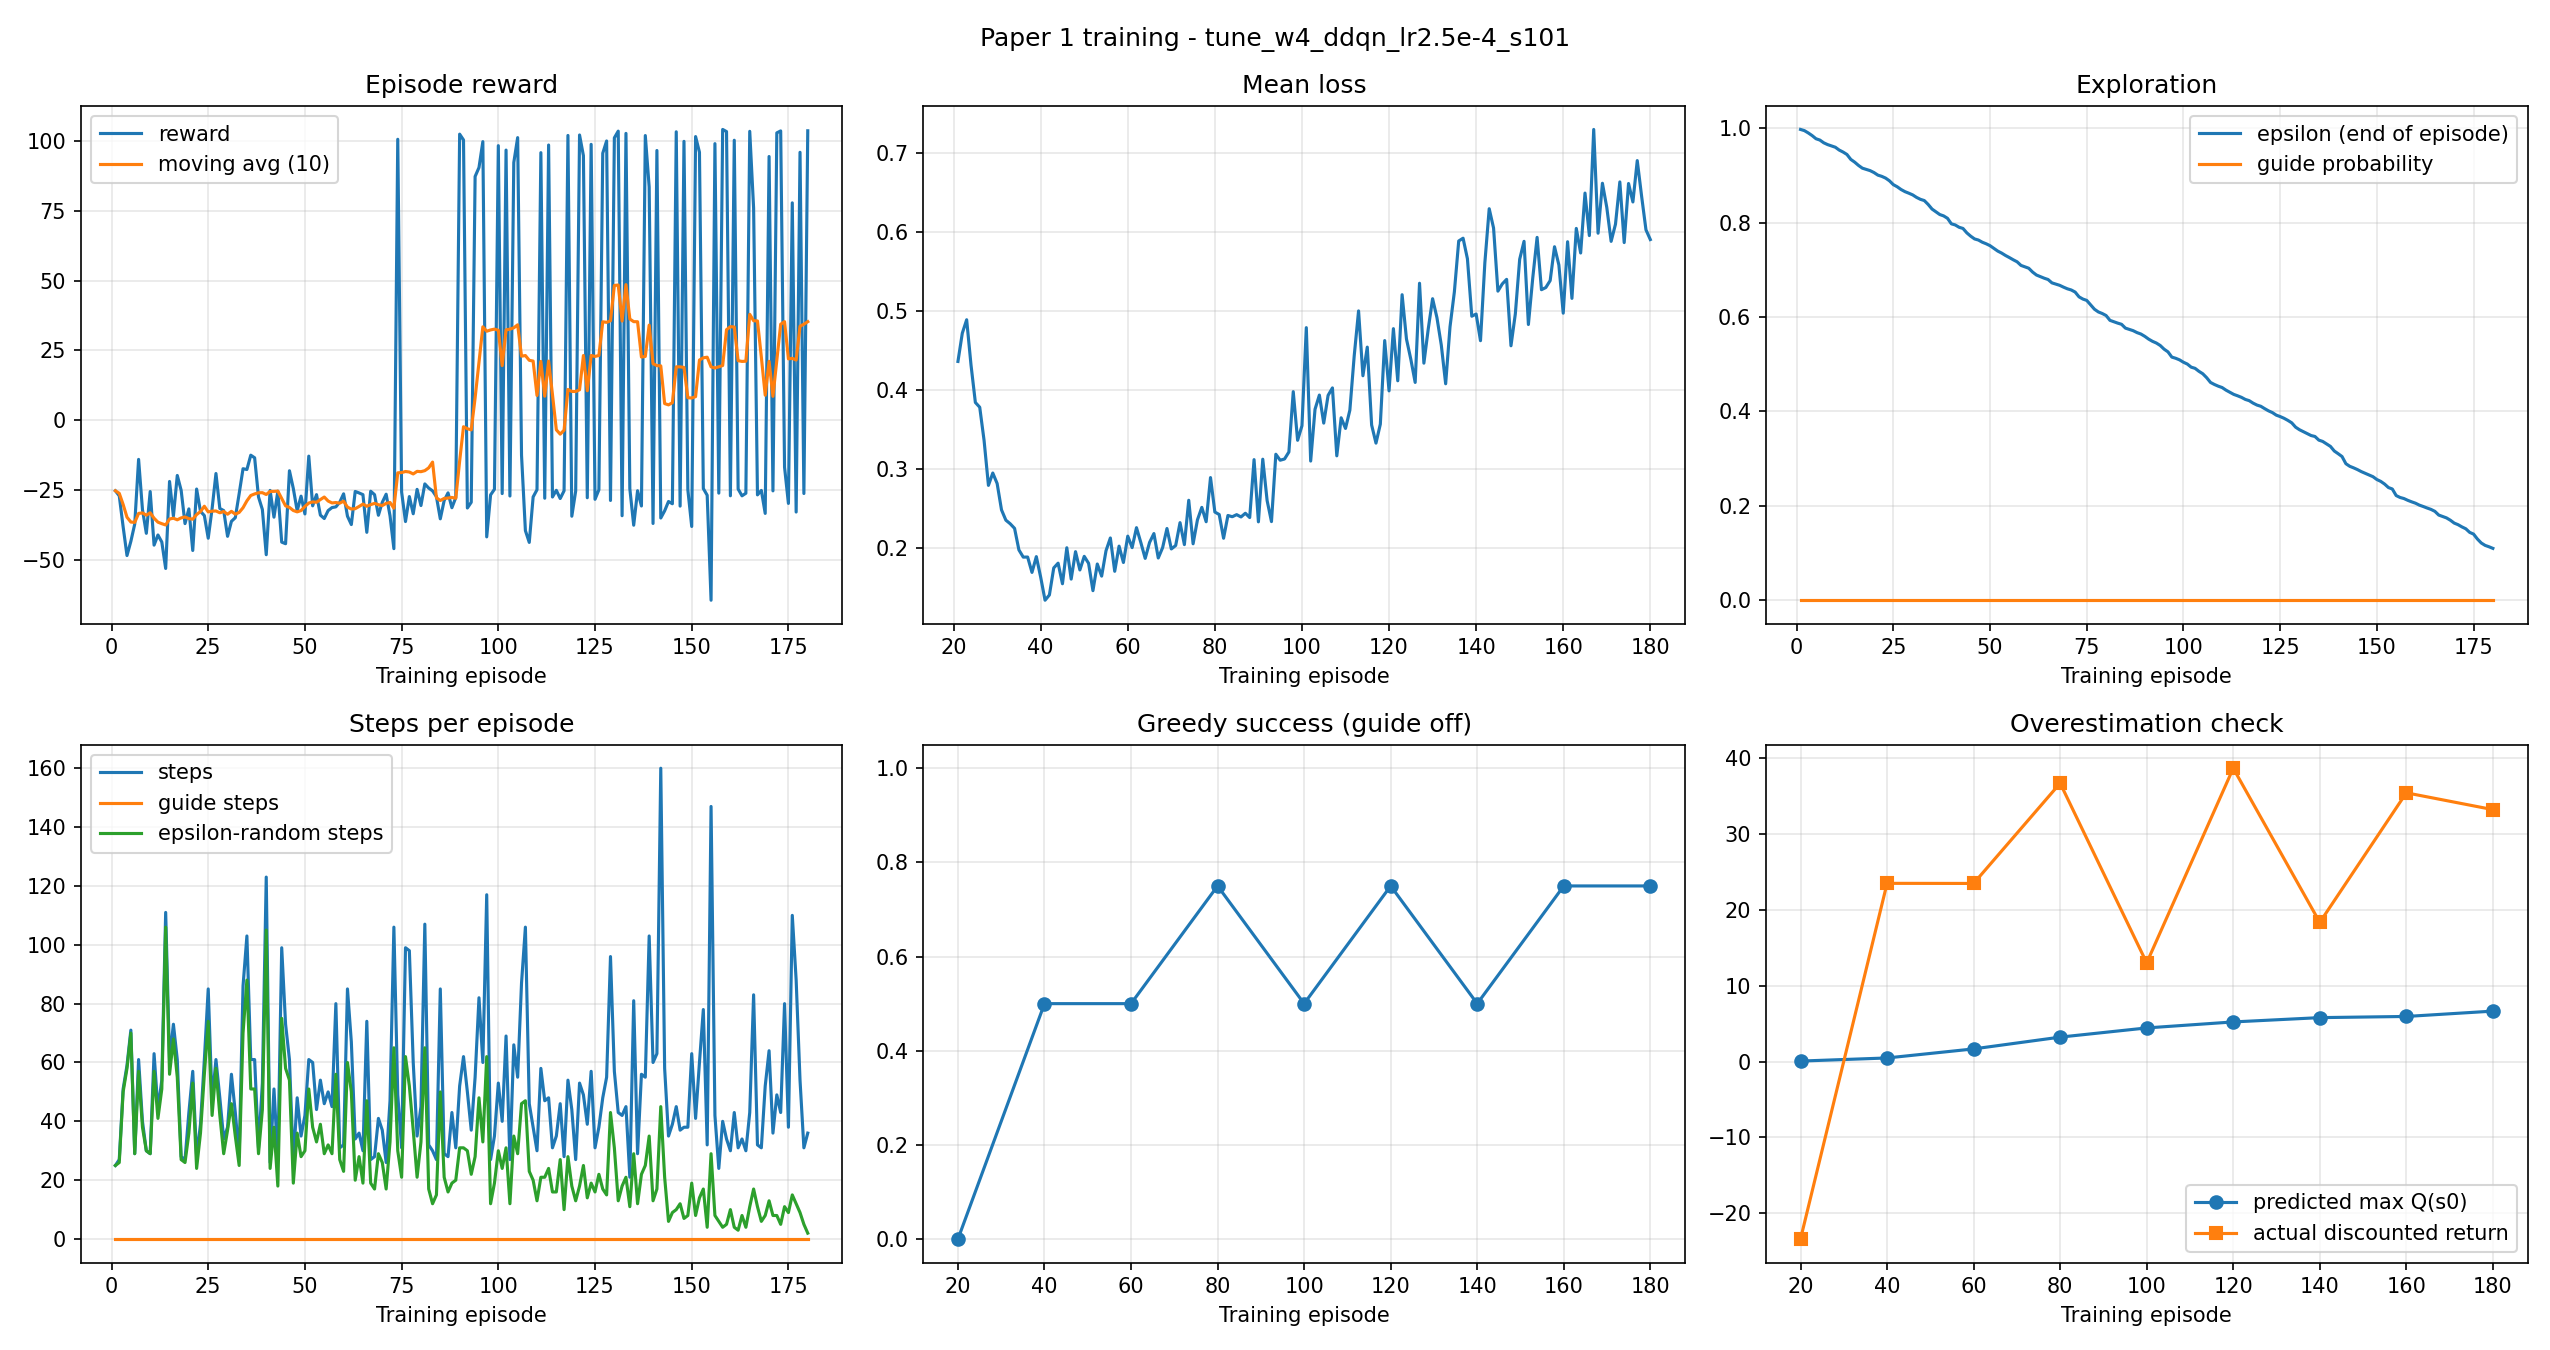 Paper 1 training - tune_w4_ddqn_lr2.5e-4_s101
Episode reward
reward
moving avg (10)
100
75
50
25
0
−25
−50
0 25 50 75 100 125 150 175
Training episode
Mean loss
0.7
0.6
0.5
0.4
0.3
0.2
20 40 60 80 100 120 140 160 180
Training episode
Exploration
epsilon (end of episode)
guide probability
1.0
0.8
0.6
0.4
0.2
0.0
0 25 50 75 100 125 150 175
Training episode
Steps per episode
steps
guide steps
epsilon-random steps
160
140
120
100
80
60
40
20
0
0 25 50 75 100 125 150 175
Training episode
Greedy success (guide off)
1.0
0.8
0.6
0.4
0.2
0.0
20 40 60 80 100 120 140 160 180
Training episode
Overestimation check
40
30
20
10
0
−10
−20
predicted max Q(s0)
actual discounted return
20 40 60 80 100 120 140 160 180
Training episode